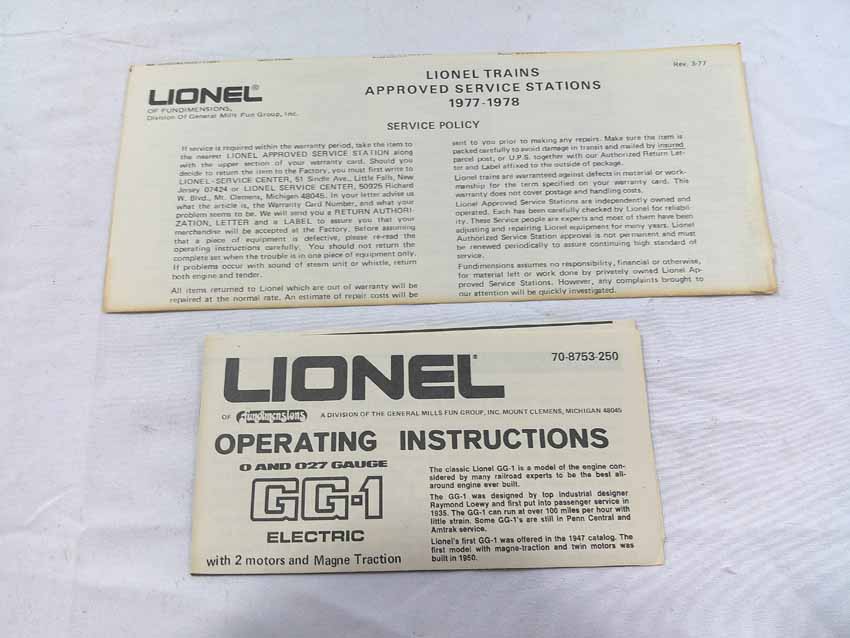 LIONEL®
OF FUNDIMENSIONS,
Division Of General Mills Fun Group, Inc.
LIONEL TRAINS
APPROVED SERVICE STATIONS
1977-1978
Rev. 3-77
SERVICE POLICY
If service is required within the warranty period, take the item to
the nearest LIONEL APPROVED SERVICE STATION along
with the upper section of your warranty card. Should you
decide to return the item to the Factory, you must first write to
LIONEL-SERVICE CENTER, 51 Sindle Ave., Little Falls, New
Jersey 07424 or LIONEL SERVICE CENTER, 50925 Richard
W. Blvd., Mt. Clemens, Michigan 48045. In your letter advise us
what the article is, the Warranty Card Number, and what your
problem seems to be. We will send you a RETURN AUTHORI-
ZATION, LETTER and a LABEL to assure you that your
merchandise will be accepted at the Factory. Before assuming
that a piece of equipment is defective, please re-read the
operating instructions carefully. You should not return the
complete set when the trouble is in one piece of equipment only.
If problems occur with sound of steam unit or whistle, return
both engine and tender.
All items returned to Lionel which are out of warranty will be
repaired at the normal rate. An estimate of repair costs will be
sent to you prior to making any repairs. Make sure the item is
packed carefully to avoid damage in transit and mailed by insured
parcel post, or U.P.S. together with our Authorized Return Let-
ter and Label affixed to the outside of package.
Lionel trains are warranted against defects in material or work-
manship for the term specified on your warranty card. This
warranty does not cover postage and handling costs.
Lionel Approved Service Stations are independently owned and
operated. Each has been carefully checked by Lionel for reliabil-
ity. These Service people are experts and most of them have been
adjusting and repairing Lionel equipment for many years. Lionel
Authorized Service Station approval is not permanent and must
be renewed periodically to assure continuing high standard of
service.
Fundimensions assumes no responsibility, financial or otherwise,
for material left or work done by privately owned Lionel Ap-
proved Service Stations. However, any complaints brought to
our attention will be quickly investigated.
LIONEL®
70-8753-250
OF fundimensions A DIVISION OF THE GENERAL MILLS FUN GROUP, INC. MOUNT CLEMENS, MICHIGAN 48045
OPERATING INSTRUCTIONS
O AND O27 GAUGE
GG-1
ELECTRIC
with 2 motors and Magne Traction
The classic Lionel GG-1 is a model of the engine con-
sidered by many railroad experts to be the best all-
around engine ever built.
The GG-1 was designed by top industrial designer
Raymond Loewy and first put into passenger service in
1935. The GG-1 can run at over 100 miles per hour with
little strain. Some GG-1's are still in Penn Central and
Amtrak service.
Lionel's first GG-1 was offered in the 1947 catalog. The
first model with magne-traction and twin motors was
built in 1950.